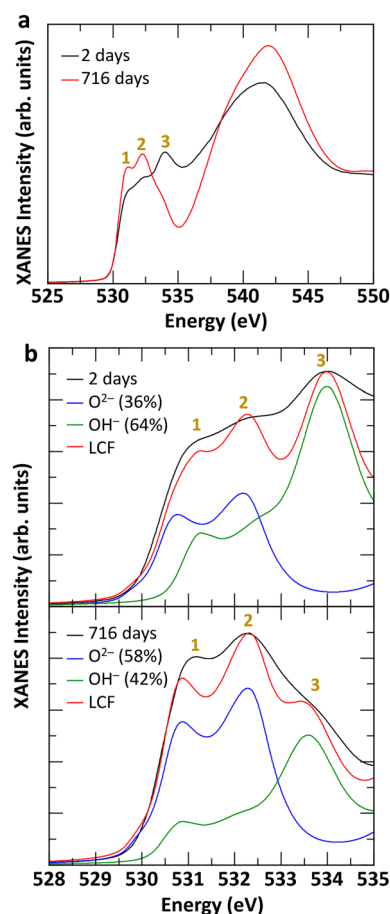 a
2 days
716 days
1
2
3
XANES Intensity (arb. units)
525 530 535 540 545 550
Energy (eV)
b
2 days
O²⁻ (36%)
OH⁻ (64%)
LCF
1
2
3
XANES Intensity (arb. units)
716 days
O²⁻ (58%)
OH⁻ (42%)
LCF
1
2
3
528 529 530 531 532 533 534 535
Energy (eV)